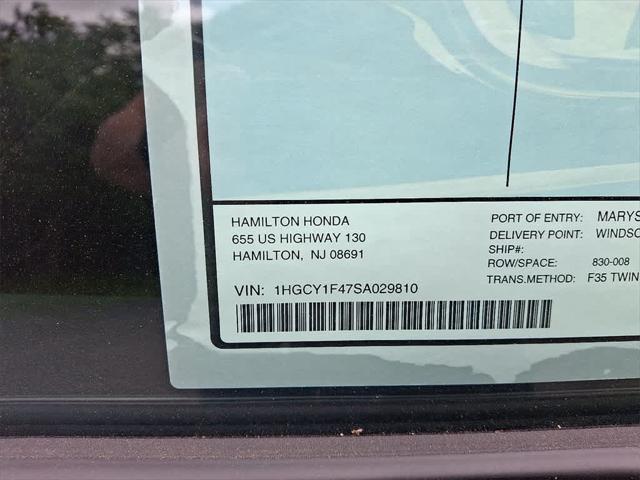 HAMILTON HONDA
655 US HIGHWAY 130
HAMILTON, NJ 08691
VIN: 1HGCY1F47SA029810
PORT OF ENTRY: MARYS
DELIVERY POINT: WINDSO
SHIP#:
ROW/SPACE: 830-008
TRANS.METHOD: F35 TWIN